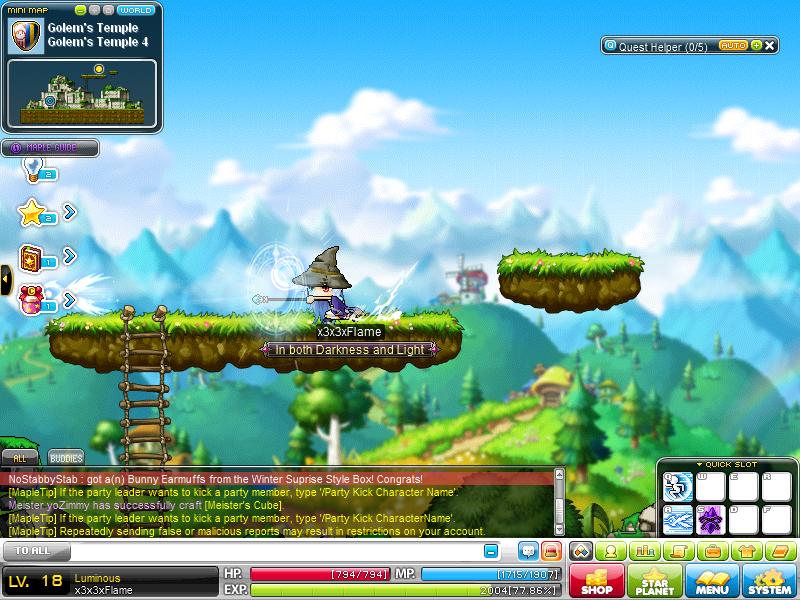 MINI MAP WORLD
Golem's Temple
Golem's Temple 4
Quest Helper (0/5) AUTO
MAPLE GUIDE
2
2
1
1
x3x3xFlame
In both Darkness and Light
ALL BUDDIES
NoStabbyStab : got a(n) Bunny Earmuffs from the Winter Suprise Style Box! Congrats!
[MapleTip] If the party leader wants to kick a party member, type '/Party Kick Character Name'.
Meister yoZimmy has successfully craft [Meister's Cube].
[MapleTip] If the party leader wants to kick a party member, type '/Party Kick CharacterName'.
[MapleTip] Repeatedly sending false or malicious reports may result in restrictions on your account.
QUICK SLOT
Q W E R
A S D F
TO ALL
LV. 18 Luminous
x3x3xFlame
HP. [794/794] MP. [1715/1907]
EXP. 2004[77.86%]
SHOP
STAR PLANET
MENU
SYSTEM